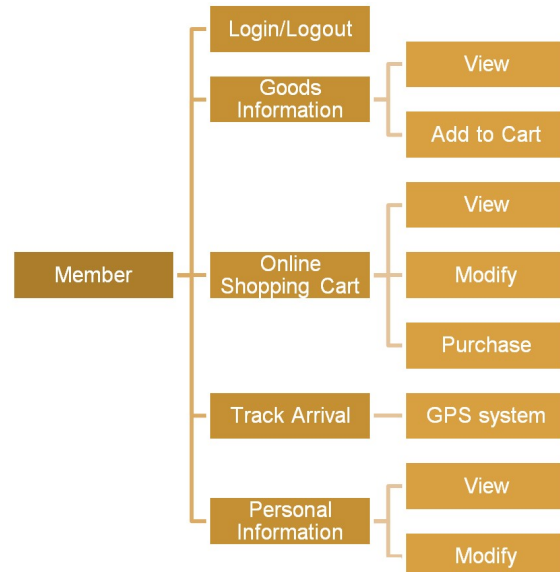 Login/Logout
Goods
Information
View
Add to Cart
Member
Online
Shopping Cart
View
Modify
Purchase
Track Arrival
GPS system
Personal
Information
View
Modify